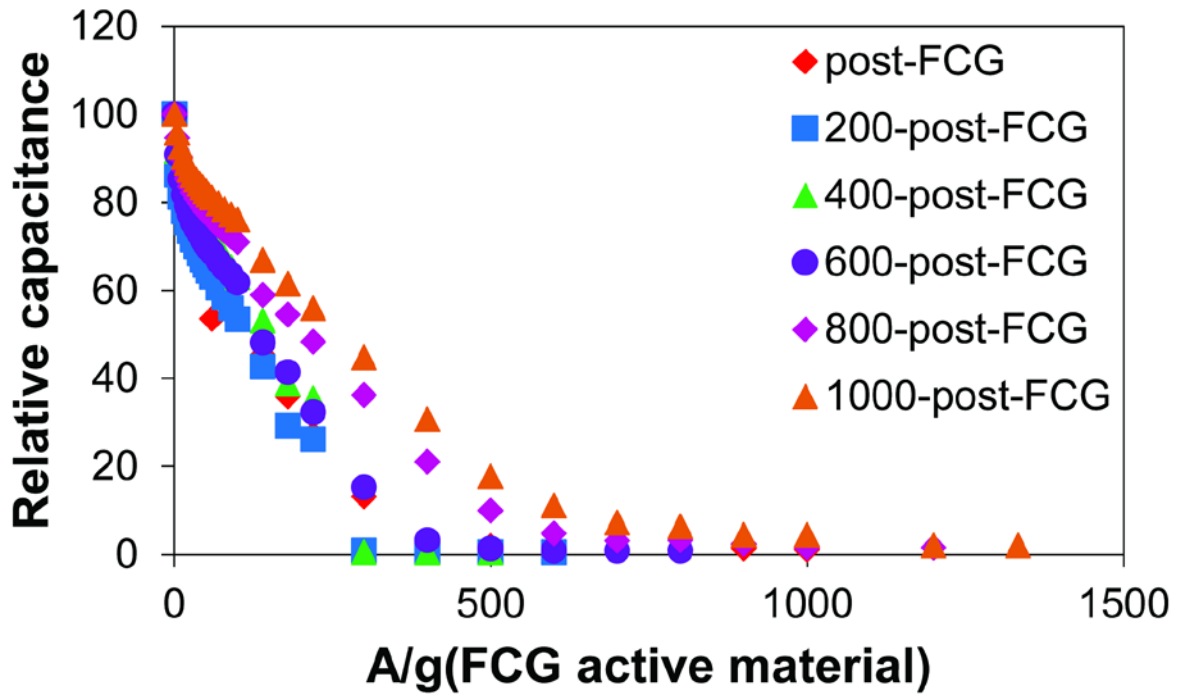 Relative capacitance
120
100
80
60
40
20
0
0
500
1000
1500
A/g(FCG active material)
post-FCG
200-post-FCG
400-post-FCG
600-post-FCG
800-post-FCG
1000-post-FCG